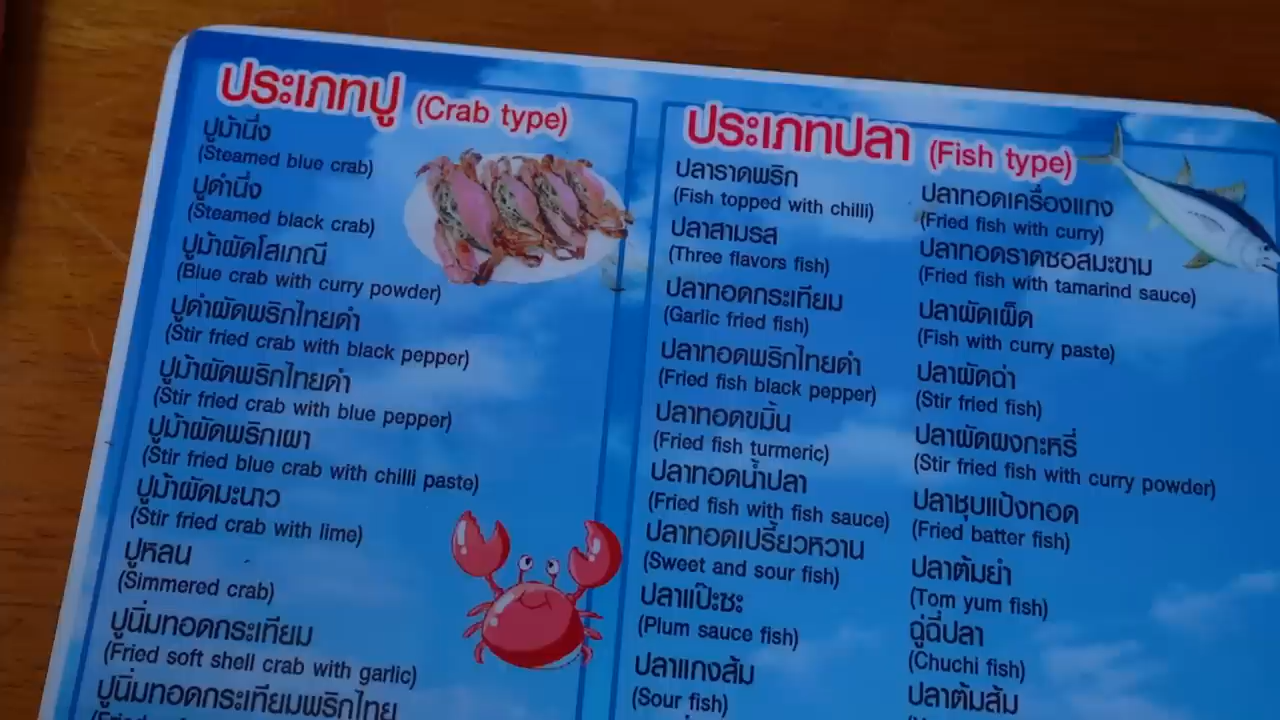 ประเภทปู (Crab type)
ปูม้านึ่ง
(Steamed blue crab)
ปูดำนึ่ง
(Steamed black crab)
ปูม้าผัดโสเภณี
(Blue crab with curry powder)
ปูดำผัดพริกไทยดำ
(Stir fried crab with black pepper)
ปูม้าผัดพริกไทยดำ
(Stir fried crab with blue pepper)
ปูม้าผัดพริกเผา
(Stir fried blue crab with chilli paste)
ปูม้าผัดมะนาว
(Stir fried crab with lime)
ปูหลน
(Simmered crab)
ปูนิ่มทอดกระเทียม
(Fried soft shell crab with garlic)
ปูนิ่มทอดกระเทียมพริกไทย
ประเภทปลา (Fish type)
ปลาราดพริก
(Fish topped with chilli)
ปลาสามรส
(Three flavors fish)
ปลาทอดกระเทียม
(Garlic fried fish)
ปลาทอดพริกไทยดำ
(Fried fish black pepper)
ปลาทอดขมิ้น
(Fried fish turmeric)
ปลาทอดน้ำปลา
(Fried fish with fish sauce)
ปลาทอดเปรี้ยวหวาน
(Sweet and sour fish)
ปลาแป๊ะซะ
(Plum sauce fish)
ปลาแกงส้ม
(Sour fish)
ปลาทอดเครื่องแกง
(Fried fish with curry)
ปลาทอดราดซอสมะขาม
(Fried fish with tamarind sauce)
ปลาผัดเผ็ด
(Fish with curry paste)
ปลาผัดฉ่า
(Stir fried fish)
ปลาผัดผงกะหรี่
(Stir fried fish with curry powder)
ปลาชุบแป้งทอด
(Fried batter fish)
ปลาต้มยำ
(Tom yum fish)
ฉู่ฉี่ปลา
(Chuchi fish)
ปลาต้มส้ม